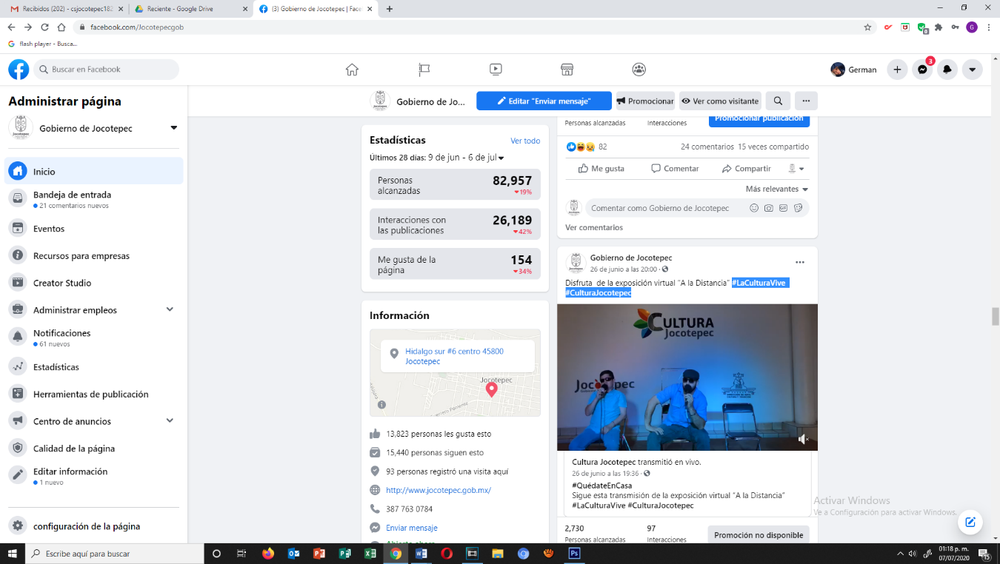 Recibidos (202) - csjocotepec182
Reciente - Google Drive
(3) Gobierno de Jocotepec | Face
facebook.com/Jocotepecgob
flash player - Busca...
Buscar en Facebook
3
German
Administrar página
Gobierno de Jocotepec
Inicio
Bandeja de entrada
21 comentarios nuevos
Eventos
Recursos para empresas
Creator Studio
Administrar empleos
Notificaciones
61 nuevos
Estadísticas
Herramientas de publicación
Centro de anuncios
Calidad de la página
Editar información
1 nuevo
configuración de la página
Gobierno de Jo...
Editar "Enviar mensaje"
Promocionar
Ver como visitante
Estadísticas
Ver todo
Últimos 28 días: 9 de jun - 6 de jul
Personas alcanzadas
82,957
19%
Interacciones con las publicaciones
26,189
42%
Me gusta de la página
154
34%
Información
Hidalgo sur #6 centro 45800
Jocotepec
Jocotepec
Guerrero Poniente
13,823 personas les gusta esto
15,440 personas siguen esto
93 personas registró una visita aquí
http://www.jocotepec.gob.mx/
387 763 0784
Enviar mensaje
Abierto ahora
Personas alcanzadas
Interacciones
Promocionar publicación
82
24 comentarios 15 veces compartido
Me gusta
Comentar
Compartir
Más relevantes
Comentar como Gobierno de Jocotepec
GIF
Ver comentarios
Gobierno de Jocotepec
26 de junio a las 20:00 ·
Disfruta de la exposición virtual "A la Distancia" #LaCulturaVive
#CulturaJocotepec
CULTURA
Jocotepec
Jocotepec
Cultura Jocotepec transmitió en vivo.
26 de junio a las 19:36 ·
#QuédateEnCasa
Sigue esta transmisión de la exposición virtual "A la Distancia"
#LaCulturaVive #CulturaJocotepec
2,730
Personas alcanzadas
97
Interacciones
Promoción no disponible
Activar Windows
Ve a Configuración para activar Windows.
Escribe aquí para buscar
01:18 p. m.
07/07/2020
15